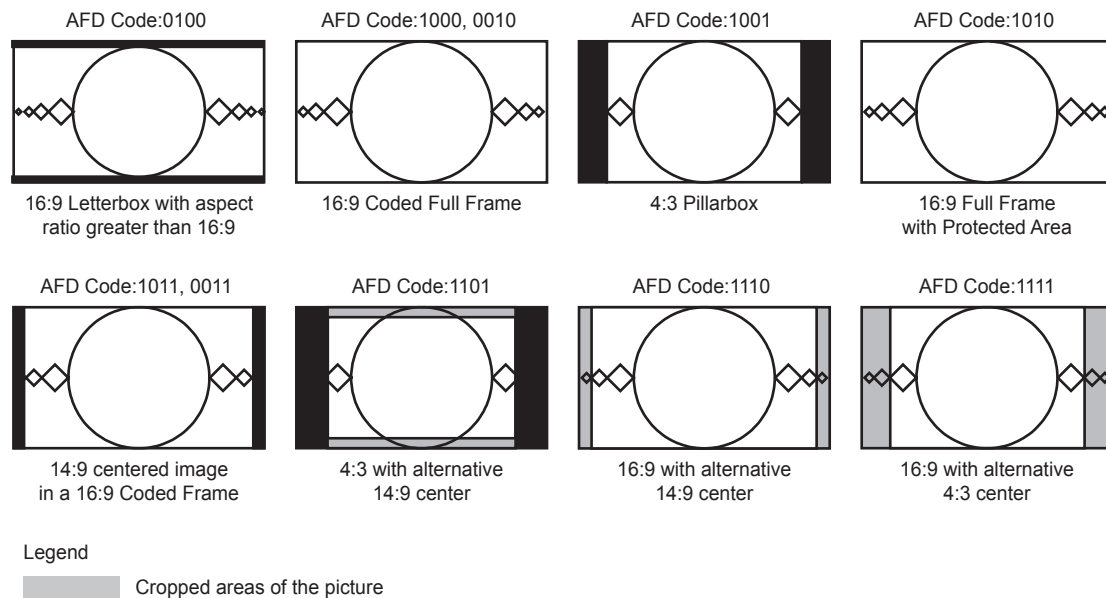 AFD Code:0100
AFD Code:1000, 0010
AFD Code:1001
AFD Code:1010
16:9 Letterbox with aspect
ratio greater than 16:9
16:9 Coded Full Frame
4:3 Pillarbox
16:9 Full Frame
with Protected Area
AFD Code:1011, 0011
AFD Code:1101
AFD Code:1110
AFD Code:1111
14:9 centered image
in a 16:9 Coded Frame
4:3 with alternative
14:9 center
16:9 with alternative
14:9 center
16:9 with alternative
4:3 center
Legend
Cropped areas of the picture